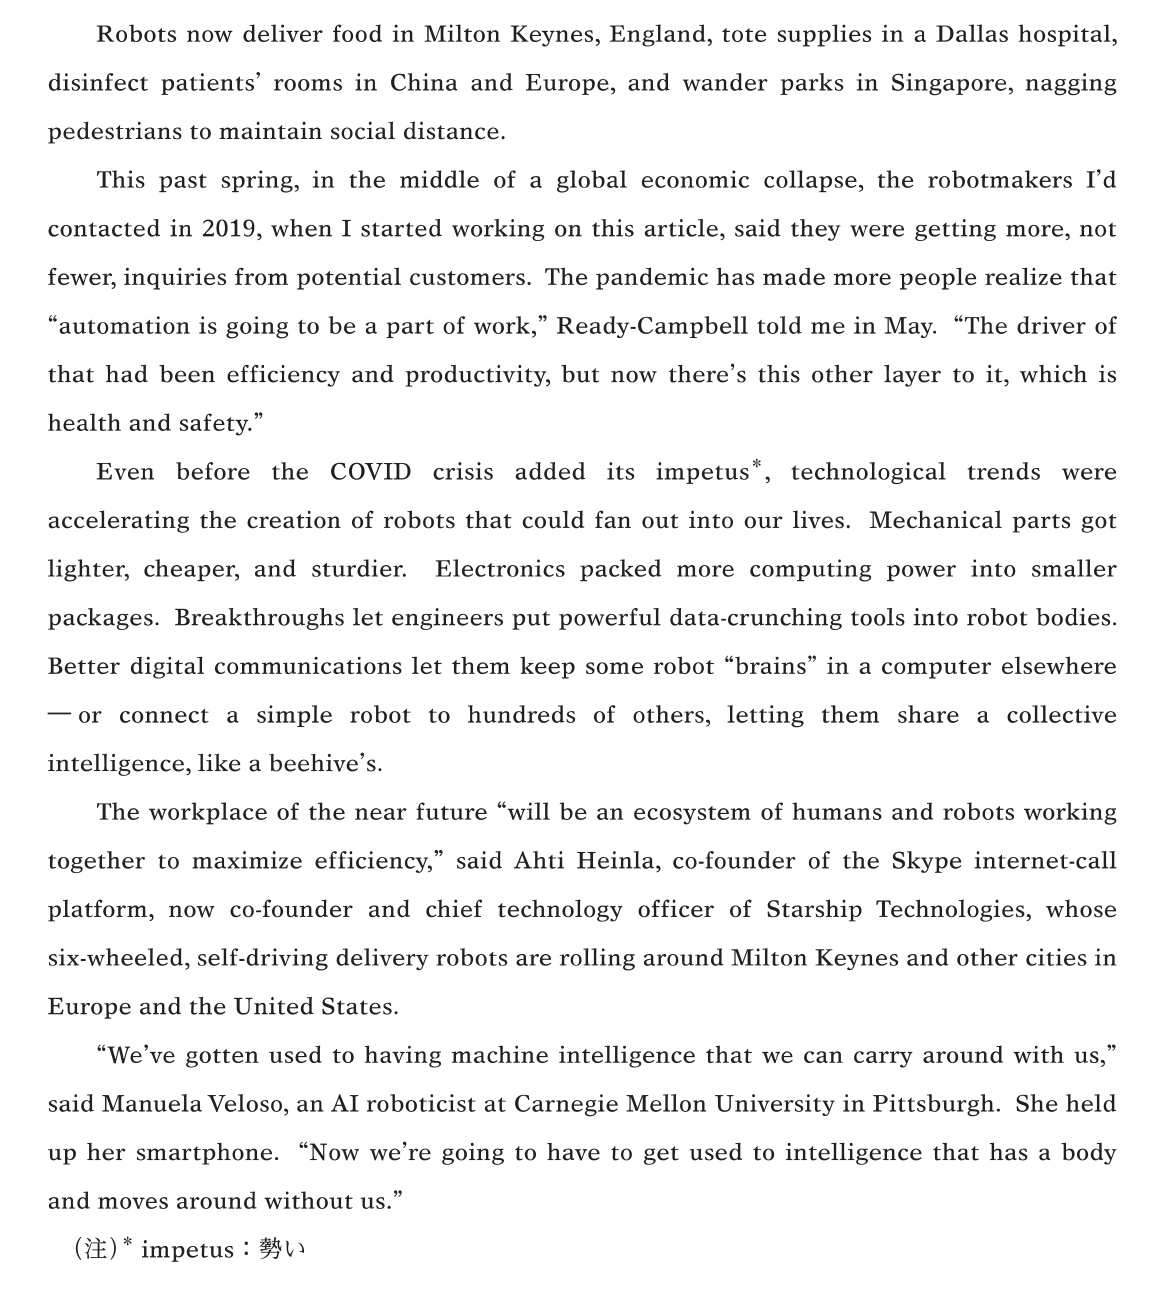 Robots now deliver food in Milton Keynes, England, tote supplies in a Dallas hospital,
disinfect patients’ rooms in China and Europe, and wander parks in Singapore, nagging
pedestrians to maintain social distance.
This past spring, in the middle of a global economic collapse, the robotmakers I’d
contacted in 2019, when I started working on this article, said they were getting more, not
fewer, inquiries from potential customers. The pandemic has made more people realize that
“automation is going to be a part of work,” Ready-Campbell told me in May. “The driver of
that had been efficiency and productivity, but now there’s this other layer to it, which is
health and safety.”
Even before the COVID crisis added its impetus*, technological trends were
accelerating the creation of robots that could fan out into our lives. Mechanical parts got
lighter, cheaper, and sturdier. Electronics packed more computing power into smaller
packages. Breakthroughs let engineers put powerful data-crunching tools into robot bodies.
Better digital communications let them keep some robot “brains” in a computer elsewhere
— or connect a simple robot to hundreds of others, letting them share a collective
intelligence, like a beehive’s.
The workplace of the near future “will be an ecosystem of humans and robots working
together to maximize efficiency,” said Ahti Heinla, co-founder of the Skype internet-call
platform, now co-founder and chief technology officer of Starship Technologies, whose
six-wheeled, self-driving delivery robots are rolling around Milton Keynes and other cities in
Europe and the United States.
“We’ve gotten used to having machine intelligence that we can carry around with us,”
said Manuela Veloso, an AI roboticist at Carnegie Mellon University in Pittsburgh. She held
up her smartphone. “Now we’re going to have to get used to intelligence that has a body
and moves around without us.”
（注）* impetus：勢い